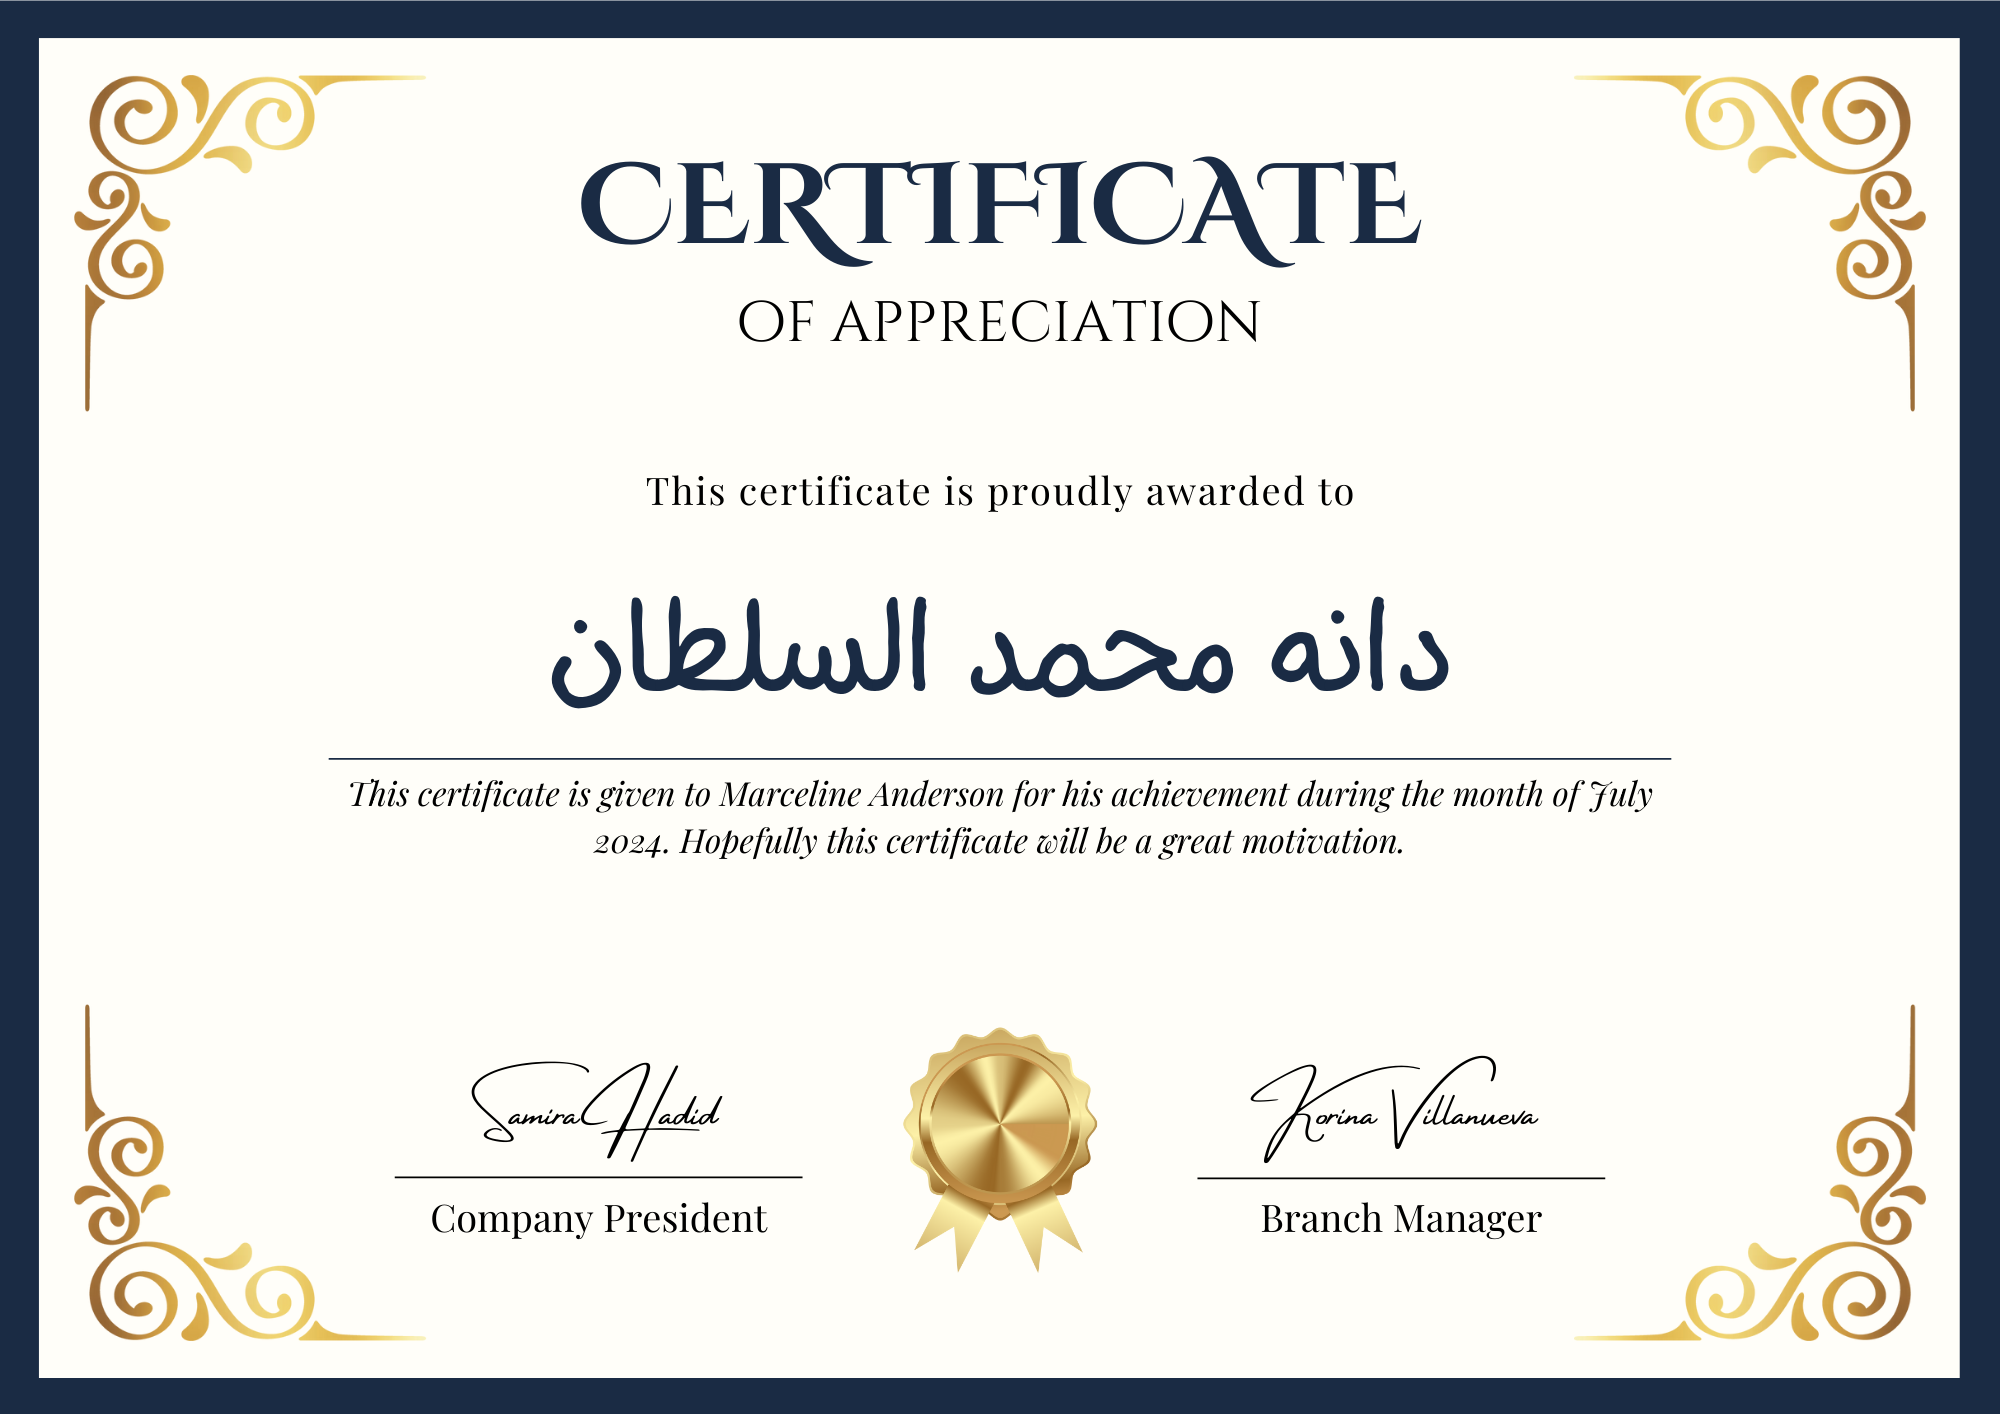 CERTIFICATE
OF APPRECIATION
This certificate is proudly awarded to
دانه محمد السلطان
This certificate is given to Marceline Anderson for his achievement during the month of July
2024. Hopefully this certificate will be a great motivation.
Samira Hadid
Korina Villanueva
Company President
Branch Manager